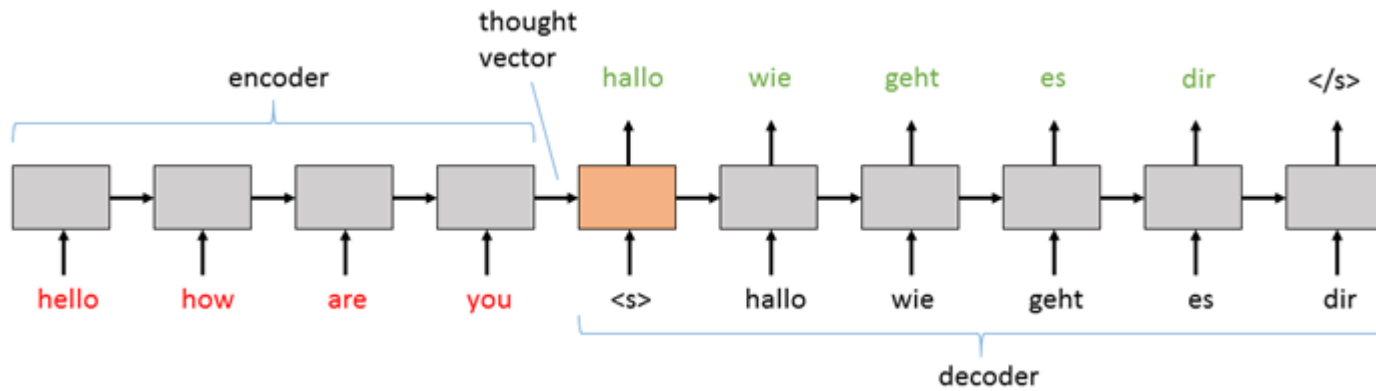 thought
vector
encoder
hallo wie geht es dir </s>
hello how are you <s> hallo wie geht es dir
decoder